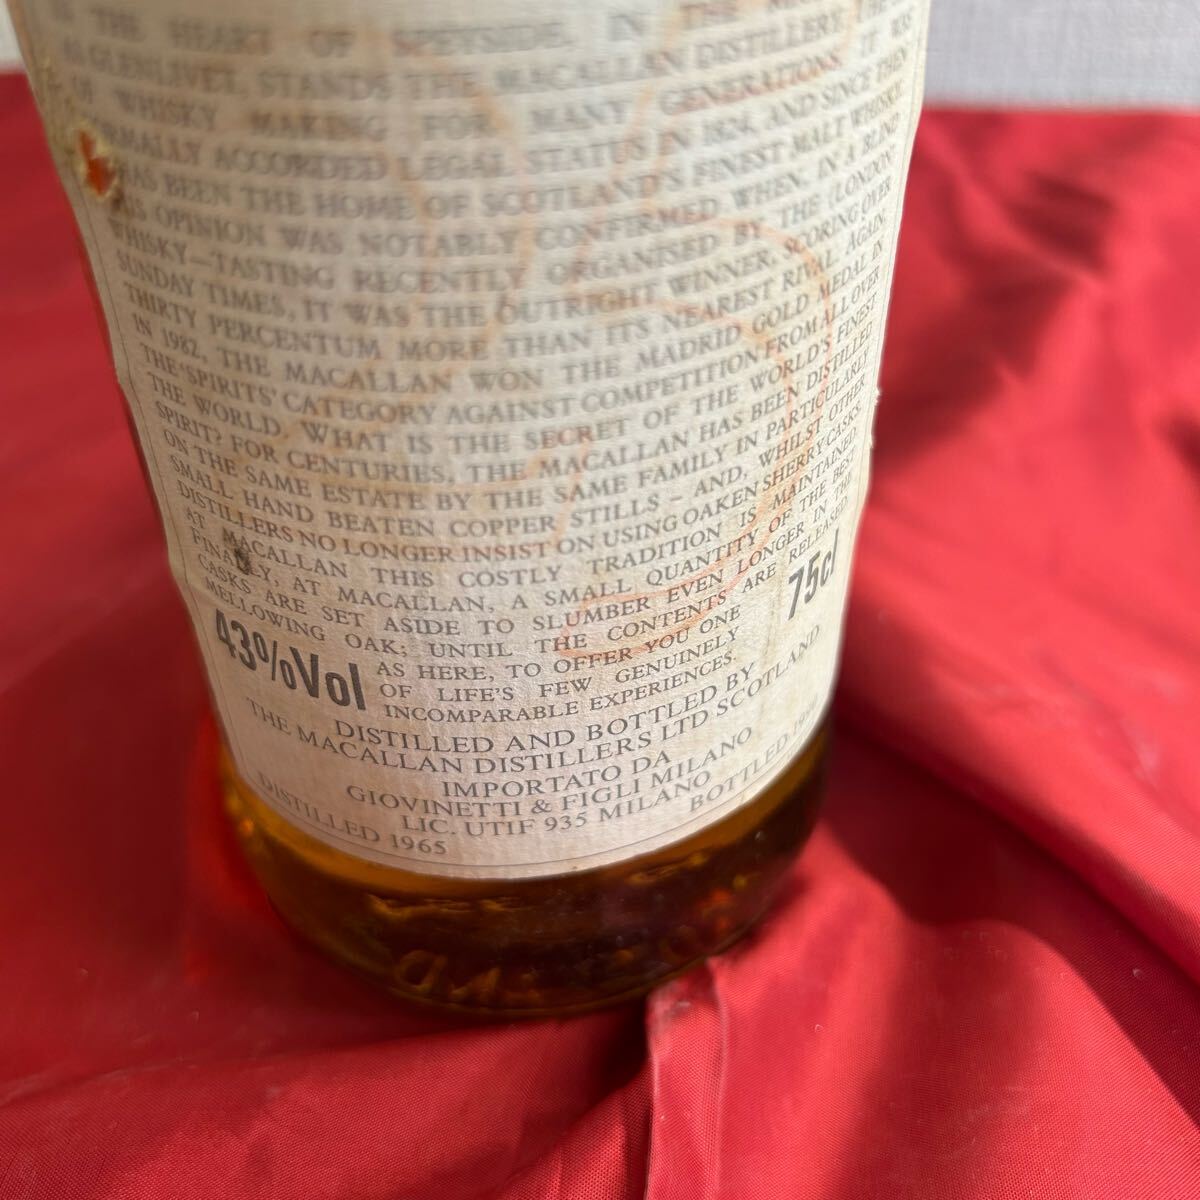 IN THE HEART OF SPEYSIDE, IN THE
AS GLENLIVET, STANDS THE MACALLAN DISTILLERY. THE
OF WHISKY MAKING FOR MANY GENERATIONS, IT WAS
FORMALLY ACCORDED LEGAL STATUS IN 1824, AND SINCE THEN
HAS BEEN THE HOME OF SCOTLAND'S FINEST MALT WHISKY.
THIS OPINION WAS NOTABLY CONFIRMED WHEN, IN A BLIND
WHISKY—TASTING RECENTLY ORGANISED BY THE (LONDON)
SUNDAY TIMES, IT WAS THE OUTRIGHT WINNER, SCORING OVER
THIRTY PERCENTUM MORE THAN ITS NEAREST RIVAL. AGAIN,
IN 1982, THE MACALLAN WON THE MADRID GOLD MEDAL IN
THE 'SPIRITS' CATEGORY AGAINST COMPETITION FROM ALL OVER
THE WORLD. WHAT IS THE SECRET OF THE WORLD'S FINEST
SPIRIT? FOR CENTURIES, THE MACALLAN HAS BEEN DISTILLED
ON THE SAME ESTATE BY THE SAME FAMILY IN PARTICULARLY
SMALL HAND BEATEN COPPER STILLS – AND, WHILST OTHER
DISTILLERS NO LONGER INSIST ON USING OAKEN SHERRY CASKS,
AT MACALLAN THIS COSTLY TRADITION IS MAINTAINED.
FINALLY, AT MACALLAN, A SMALL QUANTITY OF THE BEST
CASKS ARE SET ASIDE TO SLUMBER EVEN LONGER IN THE
MELLOWING OAK; UNTIL THE CONTENTS ARE RELEASED,
AS HERE, TO OFFER YOU ONE
OF LIFE'S FEW GENUINELY
INCOMPARABLE EXPERIENCES.
43%Vol
75cl
DISTILLED AND BOTTLED BY
THE MACALLAN DISTILLERS LTD SCOTLAND
IMPORTATO DA
GIOVINETTI & FIGLI MILANO
LIC. UTIF 935 MILANO
DISTILLED 1965
BOTTLED